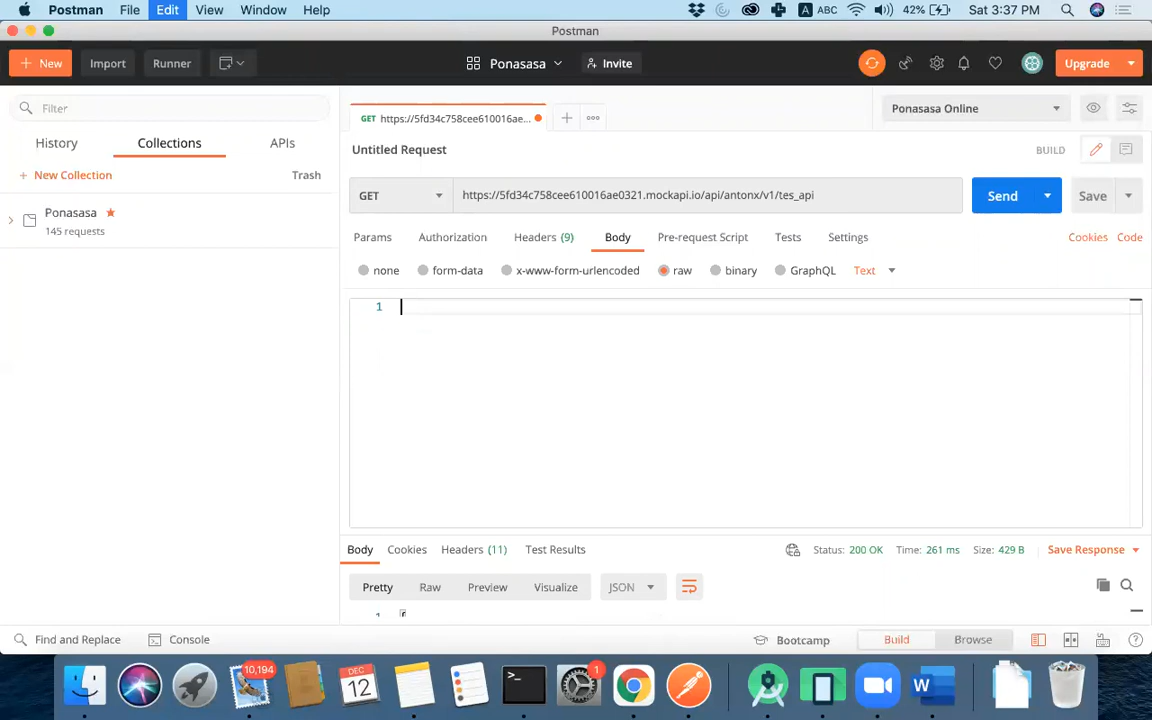 Postman File Edit View Window Help A ABC 42% Sat 3:37 PM
Postman
+ New Import Runner Ponasasa Invite Upgrade
Filter
GET https://5fd34c758cee610016ae... Ponasasa Online
History Collections APIs
Untitled Request BUILD
+ New Collection Trash
GET https://5fd34c758cee610016ae0321.mockapi.io/api/antonx/v1/tes_api Send Save
Ponasasa
145 requests
Params Authorization Headers (9) Body Pre-request Script Tests Settings Cookies Code
none form-data x-www-form-urlencoded raw binary GraphQL Text
1
Body Cookies Headers (11) Test Results Status: 200 OK Time: 261 ms Size: 429 B Save Response
Pretty Raw Preview Visualize JSON
1
Find and Replace Console Bootcamp Build Browse
10,194
DEC
12
>_
1
W